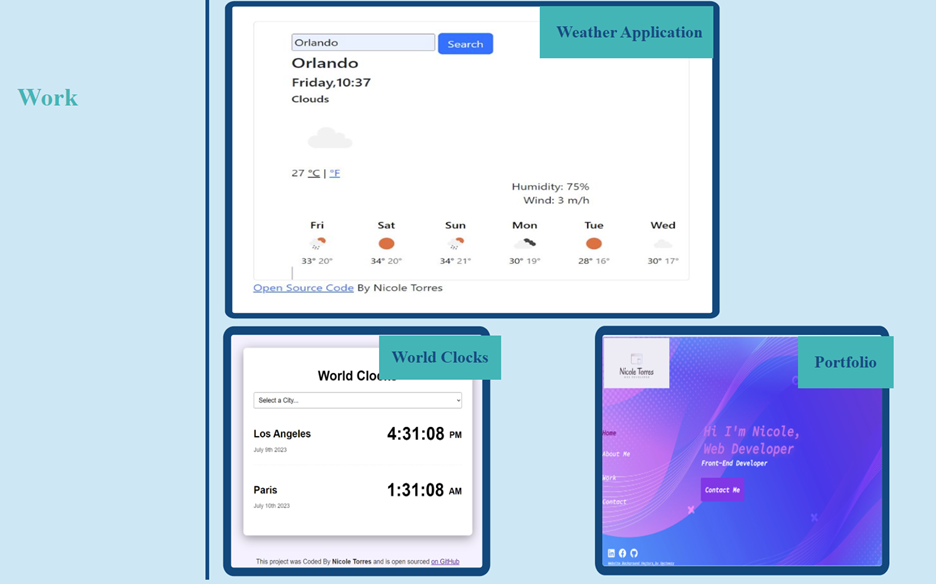 Work
Weather Application
Orlando
Search
Orlando
Friday,10:37
Clouds
27 °C | °F
Humidity: 75%
Wind: 3 m/h
Fri Sat Sun Mon Tue Wed
33° 20° 34° 20° 34° 21° 30° 19° 28° 16° 30° 17°
Open Source Code By Nicole Torres
World Clocks
World Clocks
Select a City...
Los Angeles 4:31:08 PM
July 9th 2023
Paris 1:31:08 AM
July 10th 2023
This project was Coded By Nicole Torres and is open sourced on GitHub
Portfolio
Nicole Torres
Hi I'm Nicole,
Web Developer
Front-End Developer
Contact Me
Home
About Me
Work
Contact